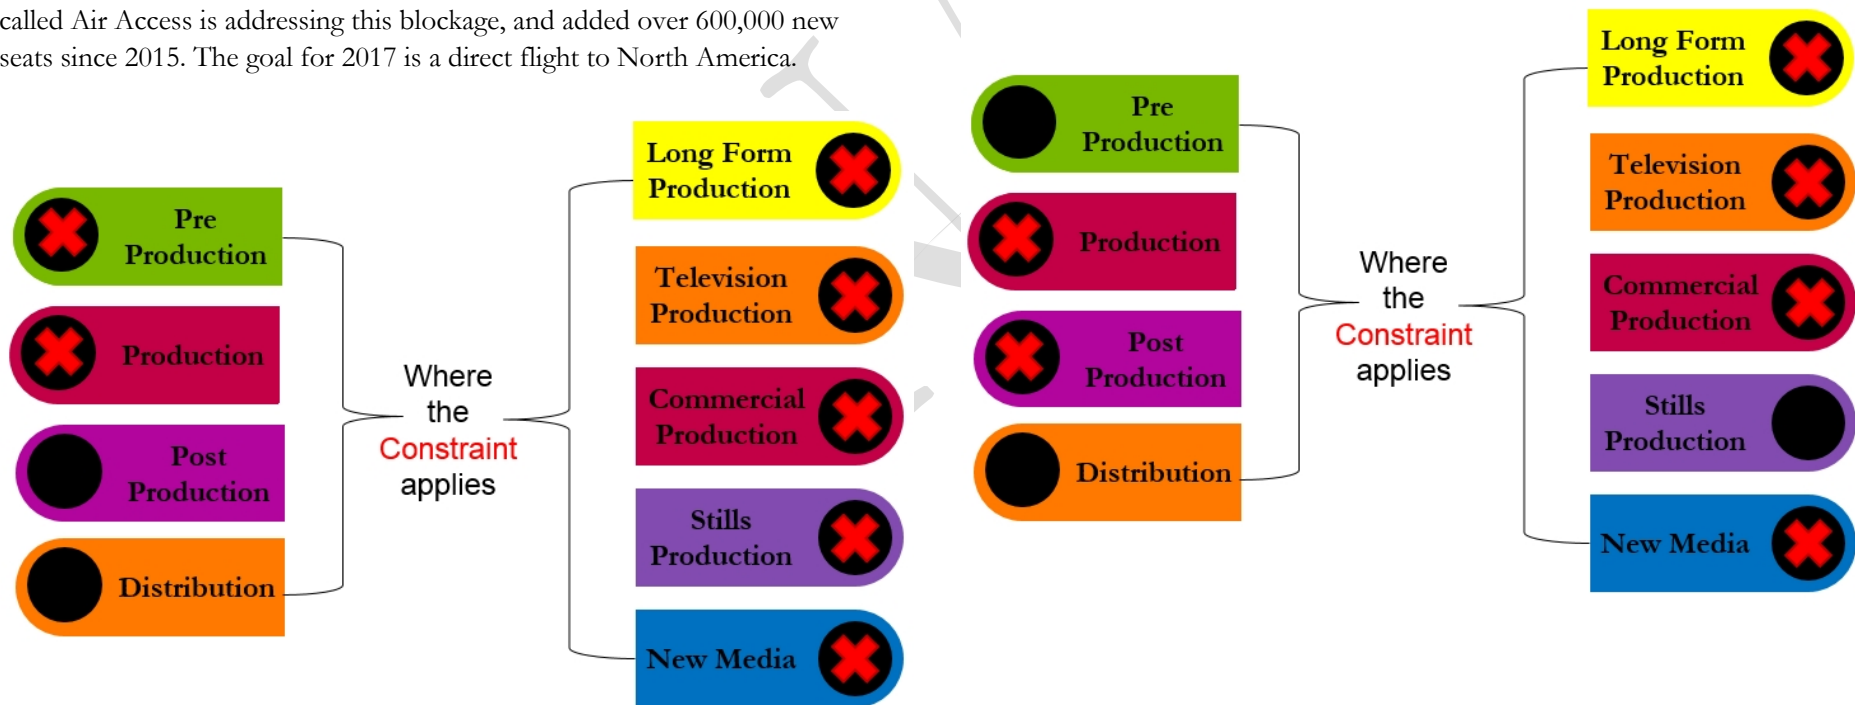 called Air Access is addressing this blockage, and added over 600,000 new
seats since 2015. The goal for 2017 is a direct flight to North America.
Pre
Production
Production
Post
Production
Distribution
Where
the
Constraint
applies
Long Form
Production
Television
Production
Commercial
Production
Stills
Production
New Media
Pre
Production
Production
Post
Production
Distribution
Where
the
Constraint
applies
Long Form
Production
Television
Production
Commercial
Production
Stills
Production
New Media